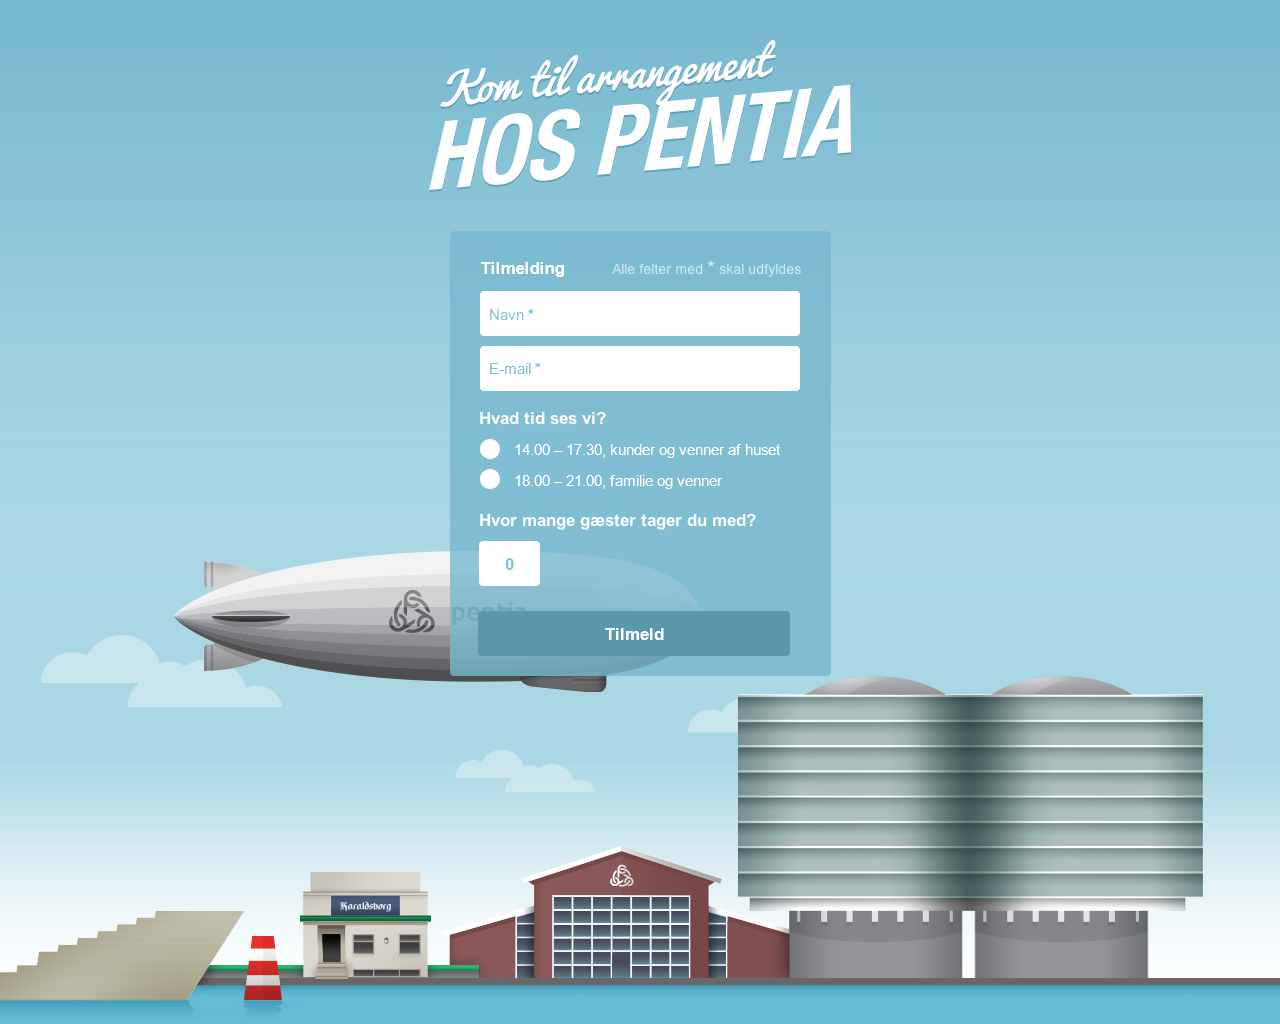 Kom til arrangement
HOS PENTIA
Tilmelding
Alle felter med * skal udfyldes
Navn *
E-mail *
Hvad tid ses vi?
14.00 – 17.30, kunder og venner af huset
18.00 – 21.00, familie og venner
Hvor mange gæster tager du med?
0
pentia
Tilmeld
Haraldsborg